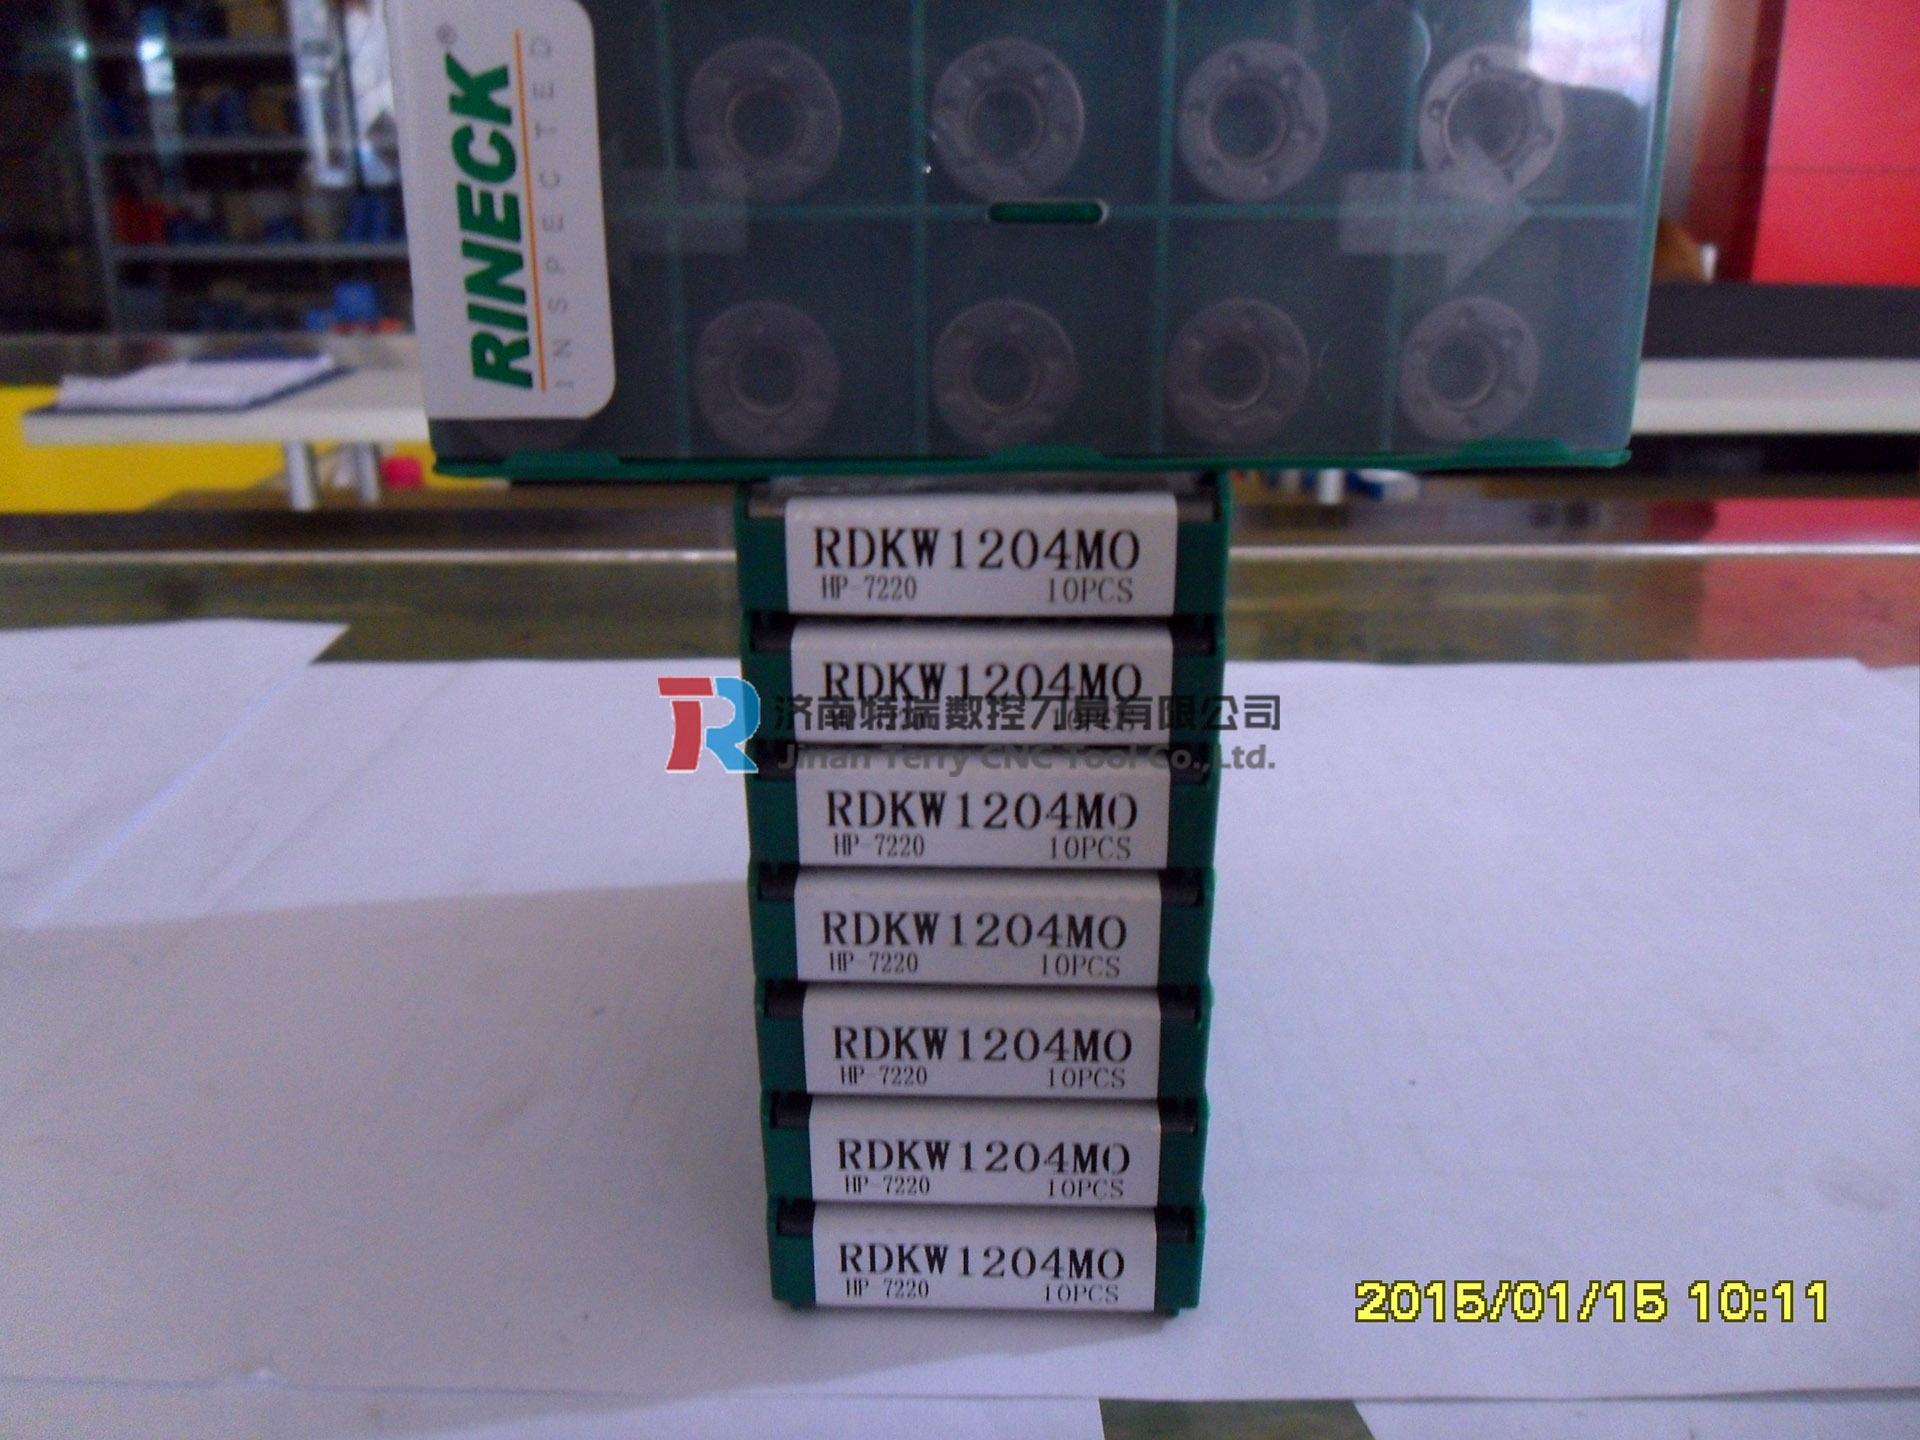 RINECK®
INSPECTED
RDKW1204MO
HP-7220 10PCS
RDKW1204MO
济南特瑞数控刀具有限公司
Jinan Terry CNC Tool Co.,Ltd.
RDKW1204MO
HP-7220 10PCS
RDKW1204MO
HP-7220 10PCS
RDKW1204MO
HP-7220 10PCS
RDKW1204MO
HP-7220 10PCS
RDKW1204MO
HP-7220 10PCS
2015/01/15 10:11